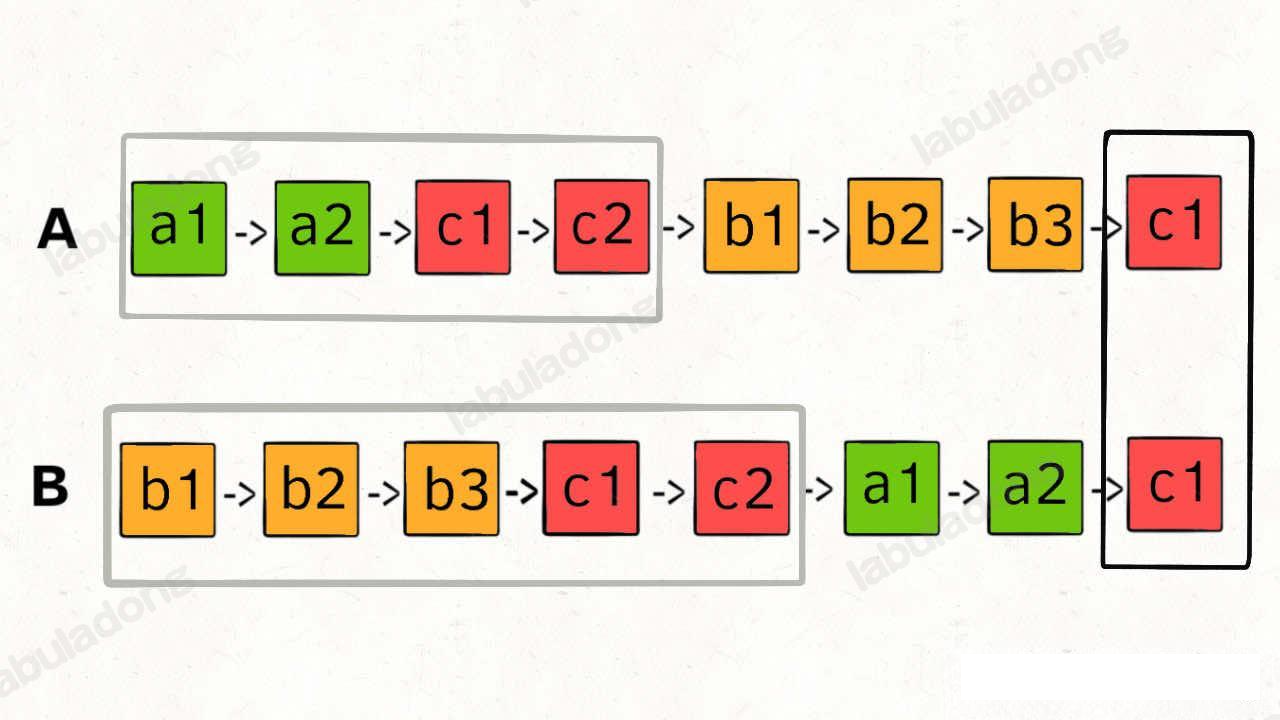 labuladong
A a1 -> a2 -> c1 -> c2 -> b1 -> b2 -> b3 -> c1
labuladong
labuladong
B b1 -> b2 -> b3 -> c1 -> c2 -> a1 -> a2 -> c1
labuladong
labuladong